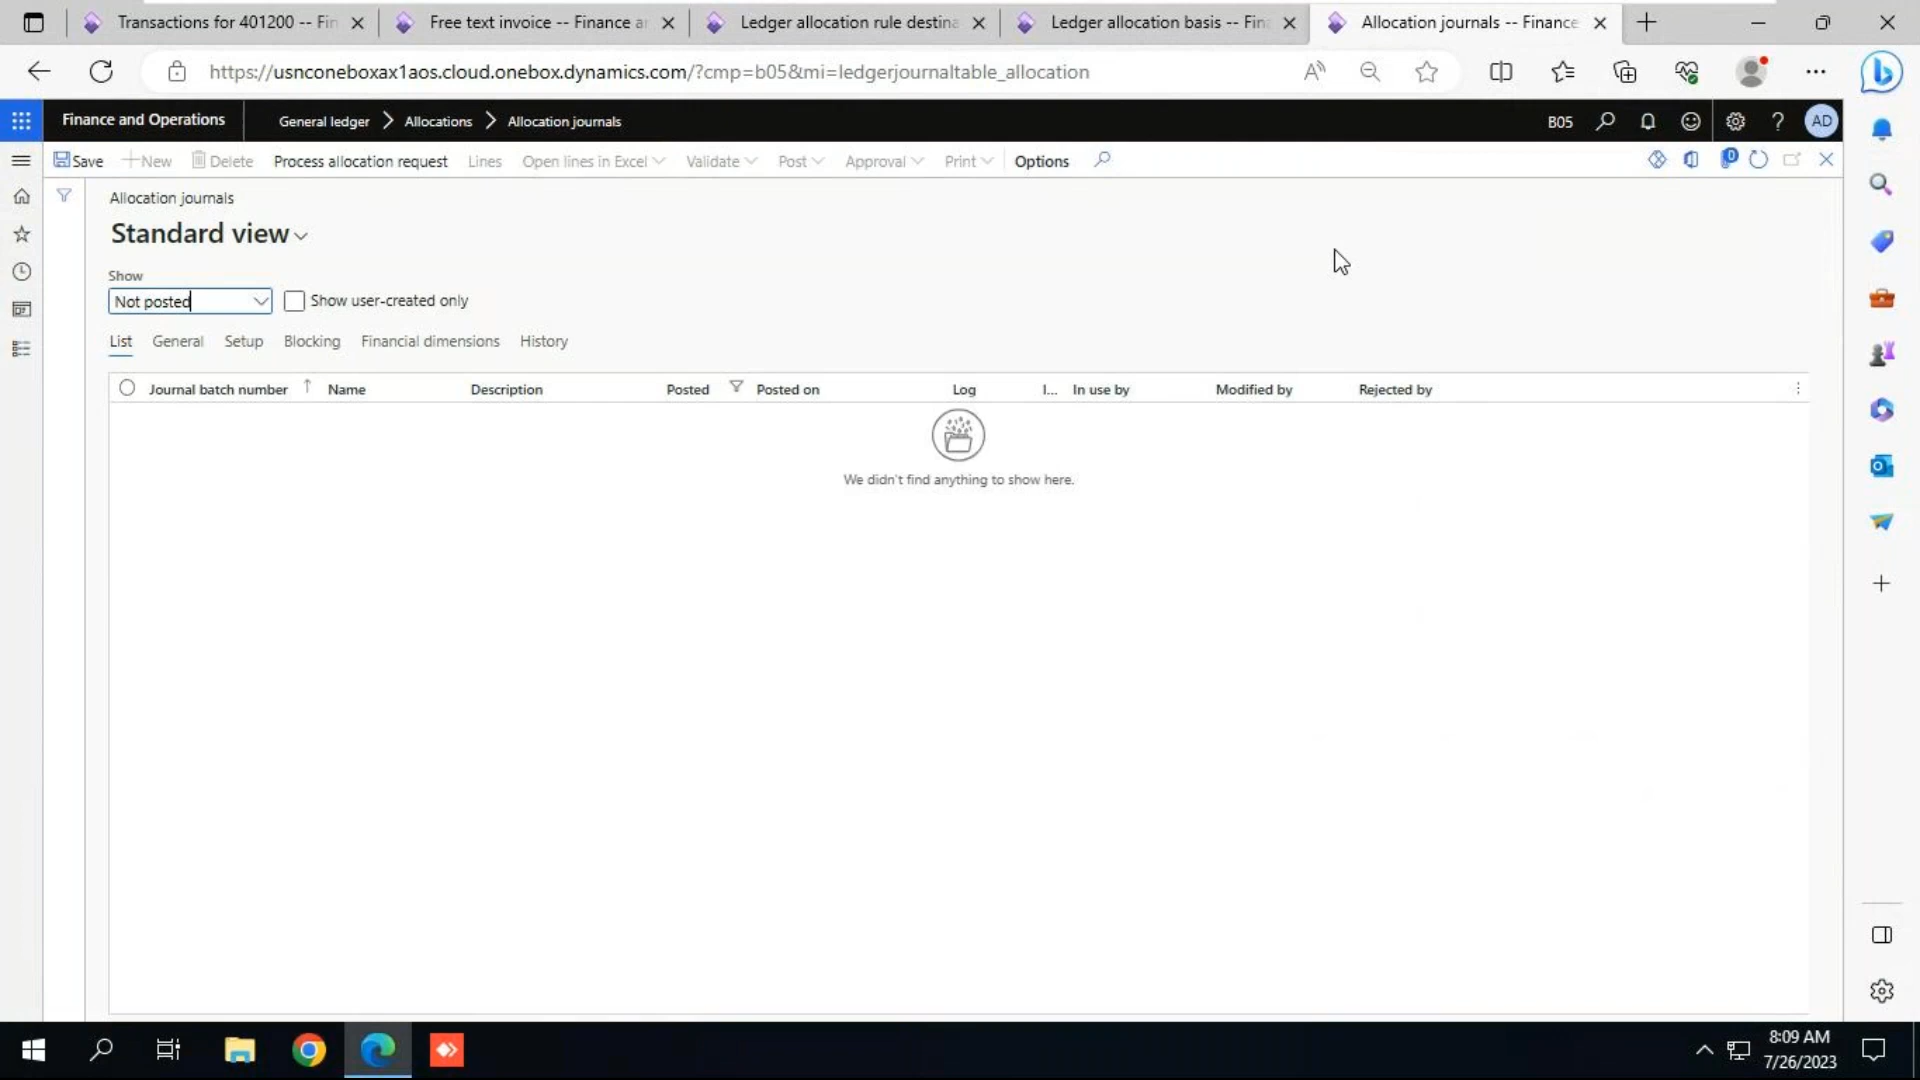 Transactions for 401200 -- Fin
Free text invoice -- Finance a
Ledger allocation rule destina
Ledger allocation basis -- Fin
Allocation journals -- Finance
https://usnconeboxax1aos.cloud.onebox.dynamics.com/?cmp=b05&mi=ledgerjournaltable_allocation
Finance and Operations
General ledger
Allocations
Allocation journals
B05
AD
Save
New
Delete
Process allocation request
Lines
Open lines in Excel
Validate
Post
Approval
Print
Options
0
Allocation journals
Standard view
Show
Not posted
Show user-created only
List
General
Setup
Blocking
Financial dimensions
History
Journal batch number
Name
Description
Posted
Posted on
Log
I...
In use by
Modified by
Rejected by
We didn't find anything to show here.
8:09 AM
7/26/2023